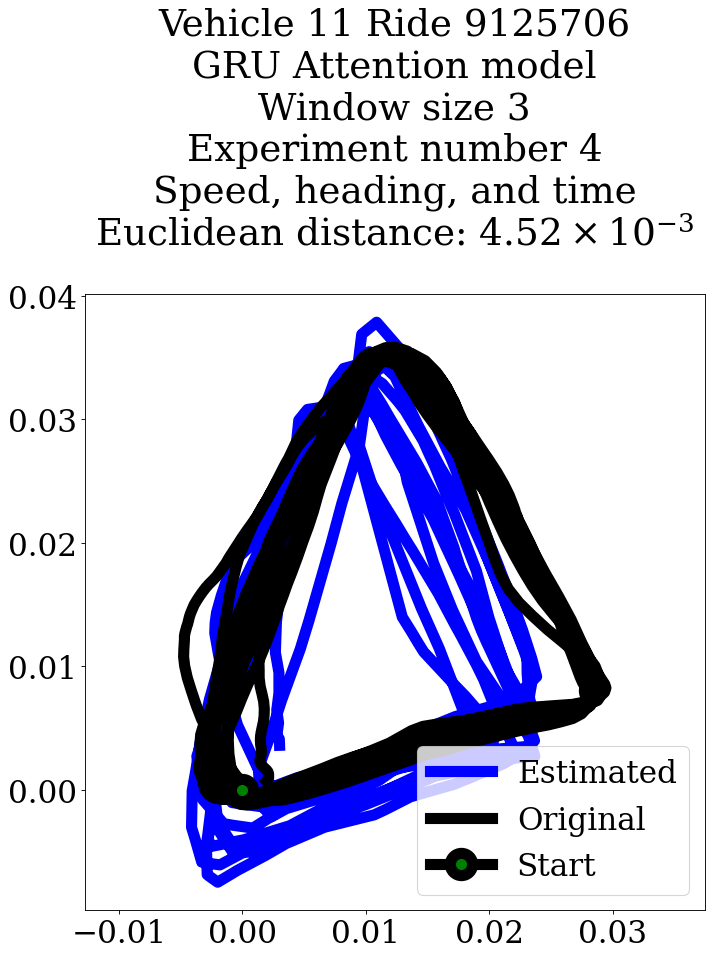 Vehicle 11 Ride 9125706
GRU Attention model
Window size 3
Experiment number 4
Speed, heading, and time
Euclidean distance: 4.52 × 10⁻³
0.04
0.03
0.02
0.01
0.00
Estimated
Original
Start
−0.01 0.00 0.01 0.02 0.03